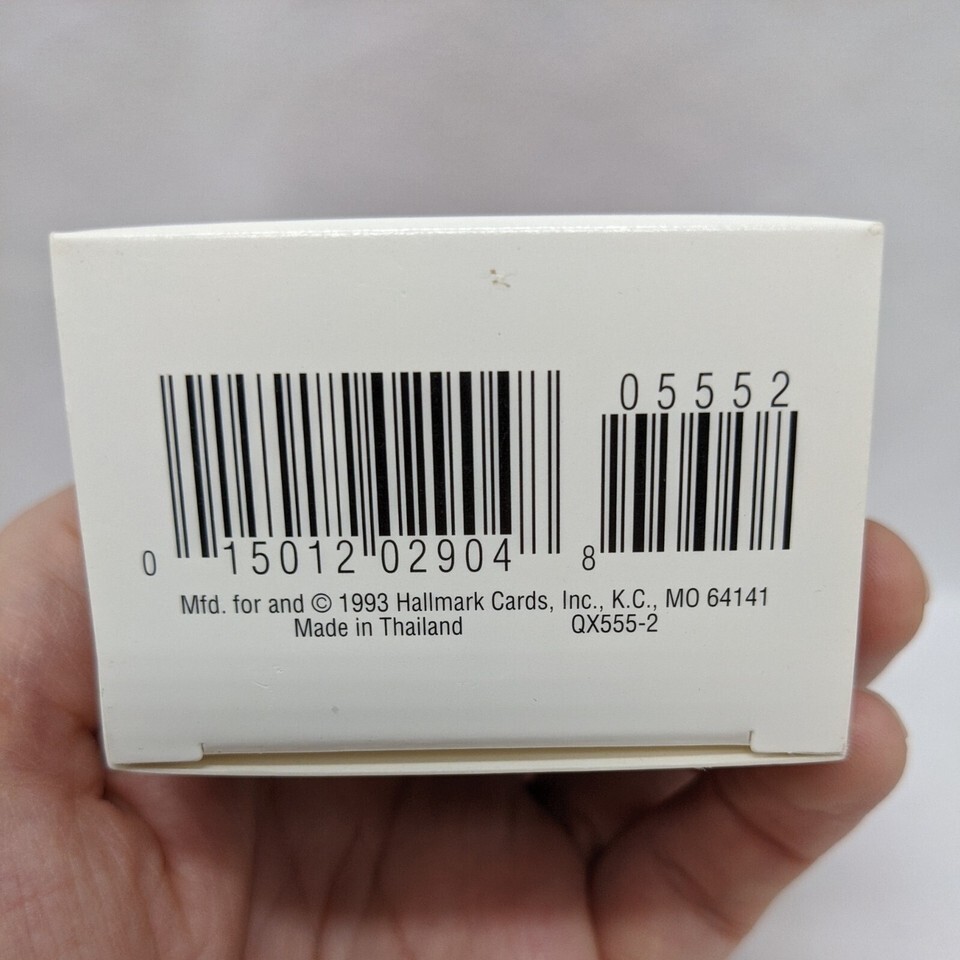 05552
0 15012 02904 8
Mfd. for and © 1993 Hallmark Cards, Inc., K.C., MO 64141
Made in Thailand QX555-2